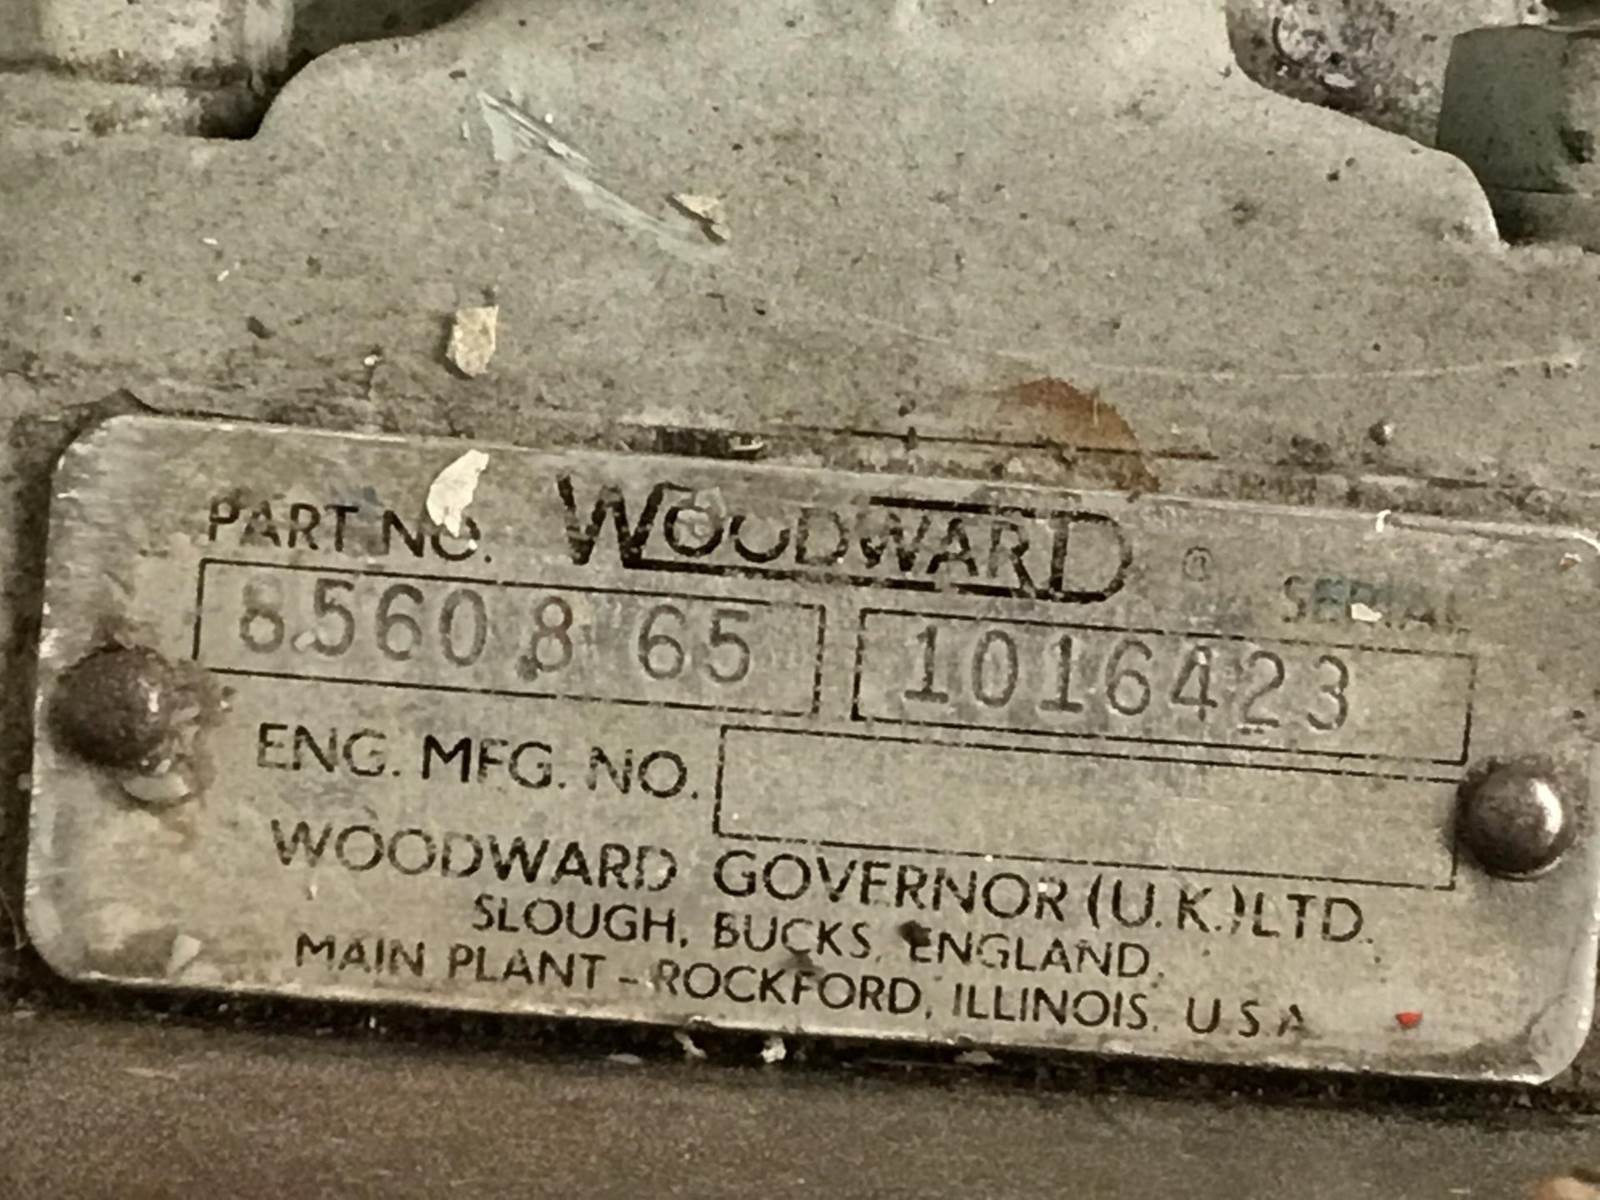 PART NO. WOODWARD ® SERIAL
8560 8 65 1016423
ENG. MFG. NO.
WOODWARD GOVERNOR (U.K.) LTD.
SLOUGH, BUCKS, ENGLAND.
MAIN PLANT – ROCKFORD, ILLINOIS. U.S.A